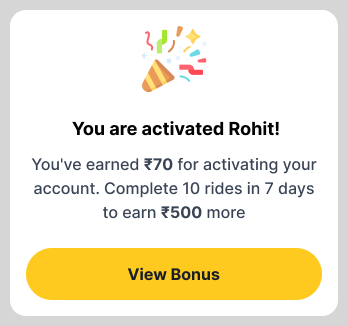 You are activated Rohit!
You've earned ₹70 for activating your
account. Complete 10 rides in 7 days
to earn ₹500 more
View Bonus